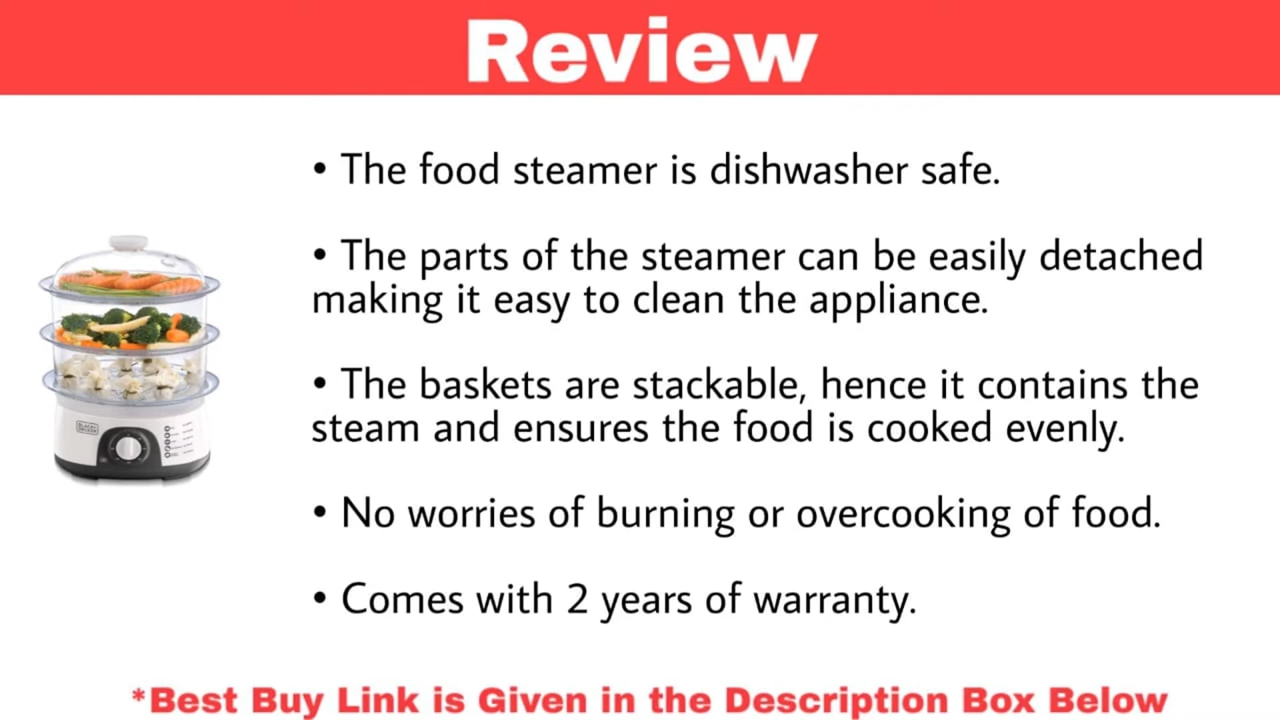 Review
• The food steamer is dishwasher safe.
• The parts of the steamer can be easily detached
making it easy to clean the appliance.
• The baskets are stackable, hence it contains the
steam and ensures the food is cooked evenly.
BLACK+
DECKER
• No worries of burning or overcooking of food.
• Comes with 2 years of warranty.
*Best Buy Link is Given in the Description Box Below